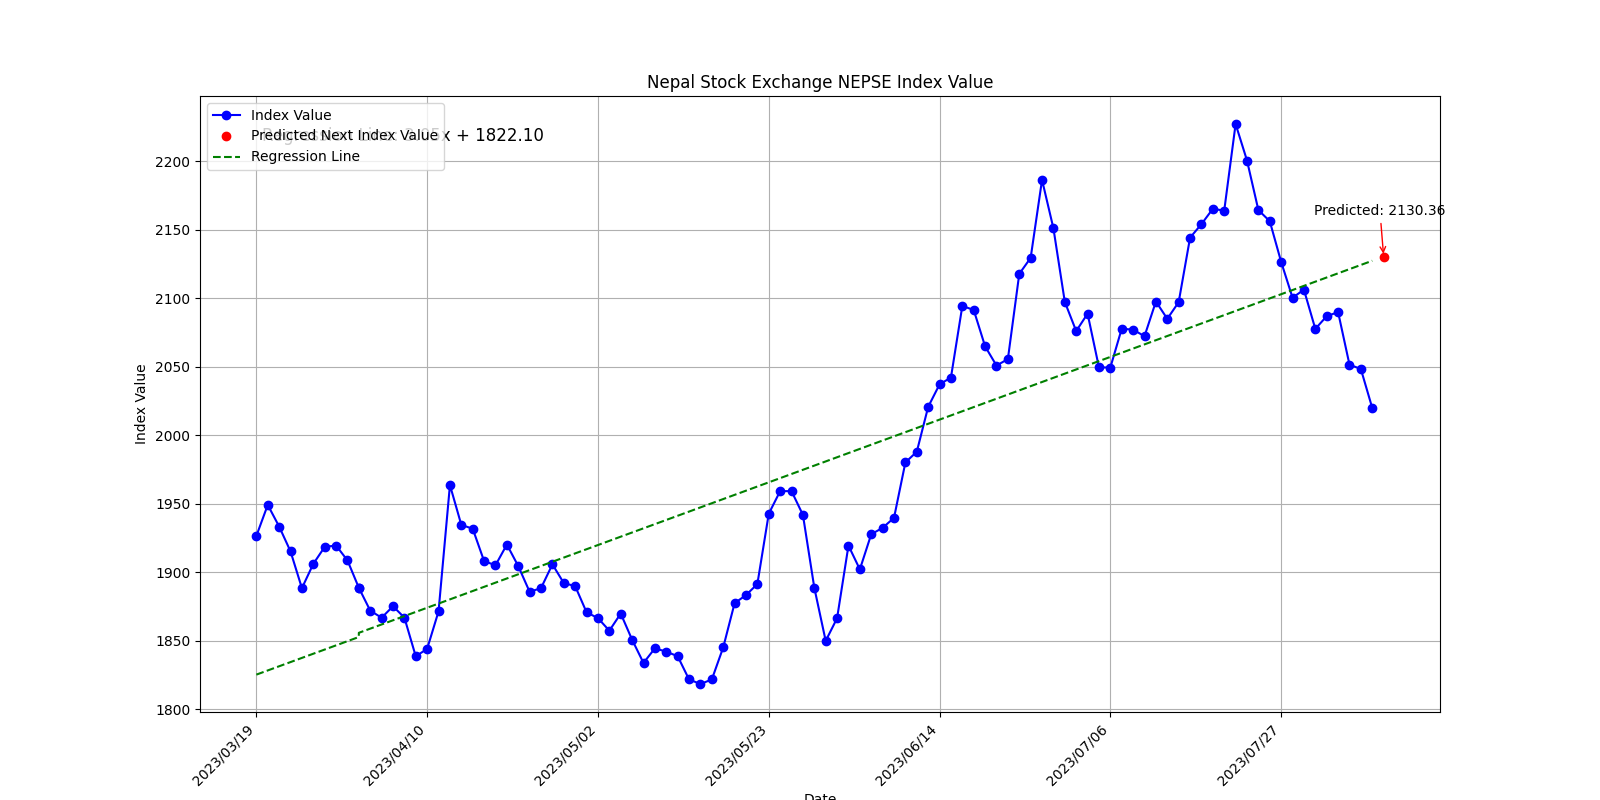 Nepal Stock Exchange NEPSE Index Value
Index Value
Predicted Next Index Value
x + 1822.10
Regression Line
Predicted: 2130.36
2200
2150
2100
2050
2000
1950
1900
1850
1800
Index Value
2023/03/19
2023/04/10
2023/05/02
2023/05/23
2023/06/14
2023/07/06
2023/07/27
Date